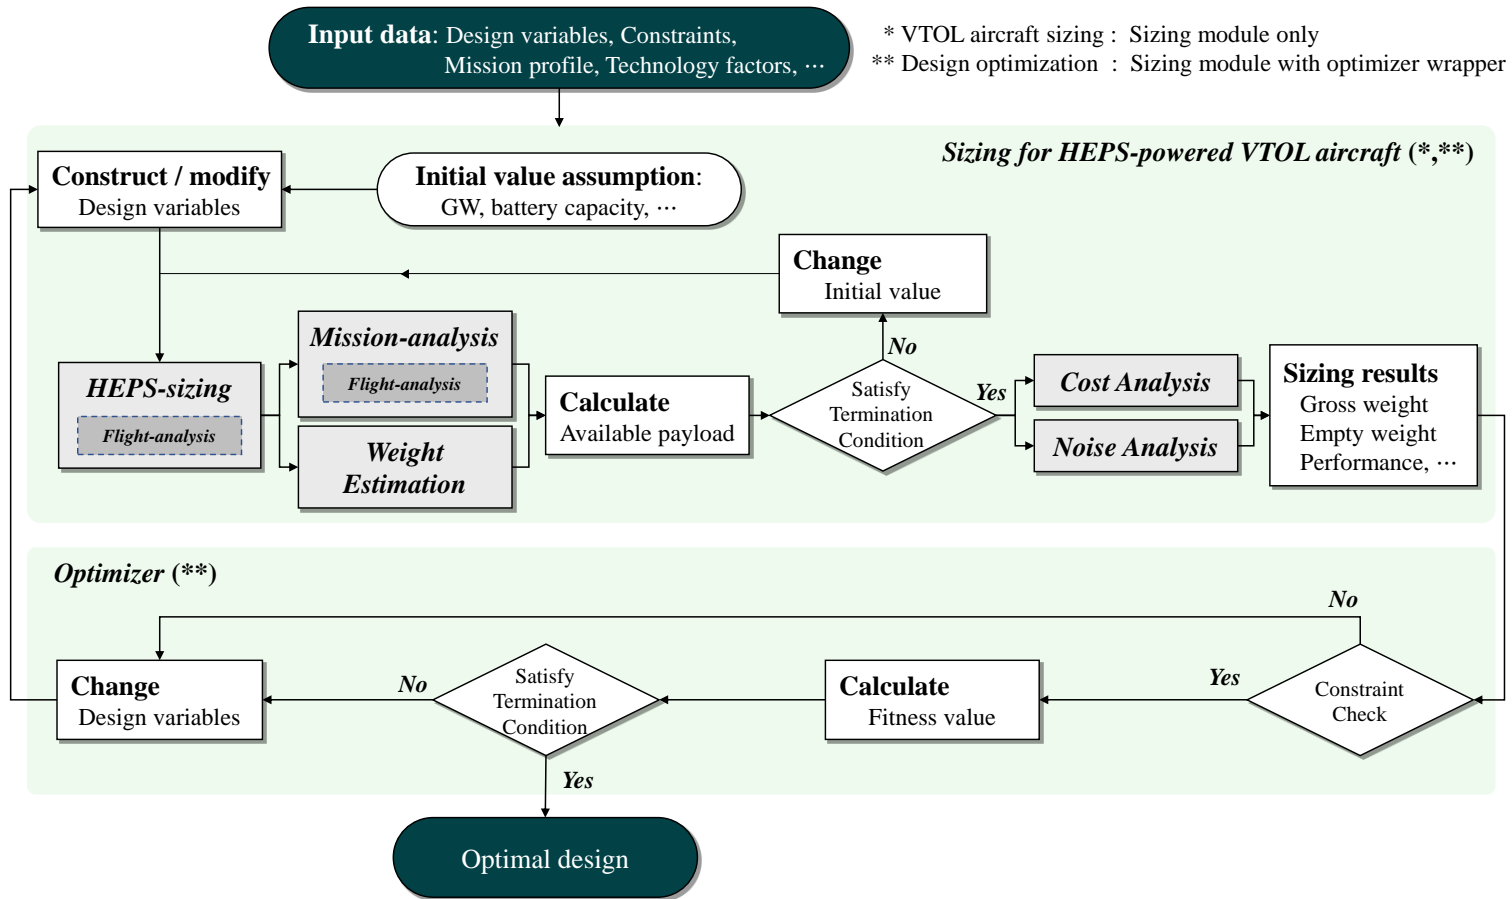 Input data: Design variables, Constraints,
Mission profile, Technology factors, ⋯
* VTOL aircraft sizing : Sizing module only
** Design optimization : Sizing module with optimizer wrapper
Sizing for HEPS-powered VTOL aircraft (*,**)
Construct / modify
Design variables
Initial value assumption:
GW, battery capacity, ⋯
Change
Initial value
No
HEPS-sizing
Flight-analysis
Mission-analysis
Flight-analysis
Weight
Estimation
Calculate
Available payload
Satisfy
Termination
Condition
Yes
Cost Analysis
Noise Analysis
Sizing results
Gross weight
Empty weight
Performance, ⋯
Optimizer (**)
No
Change
Design variables
No
Satisfy
Termination
Condition
Calculate
Fitness value
Yes
Constraint
Check
Yes
Optimal design